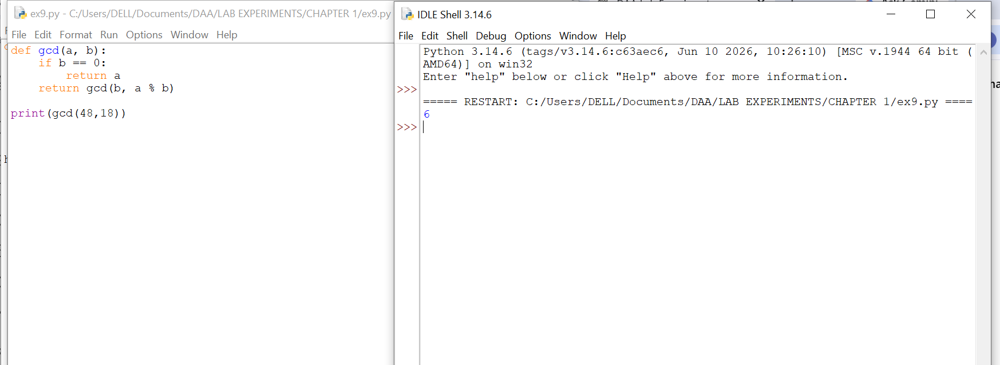 ex9.py - C:/Users/DELL/Documents/DAA/LAB EXPERIMENTS/CHAPTER 1/ex9.py
File Edit Format Run Options Window Help
def gcd(a, b):
    if b == 0:
        return a
    return gcd(b, a % b)
print(gcd(48,18))
IDLE Shell 3.14.6
File Edit Shell Debug Options Window Help
Python 3.14.6 (tags/v3.14.6:c63aec6, Jun 10 2026, 10:26:10) [MSC v.1944 64 bit (
AMD64)] on win32
Enter "help" below or click "Help" above for more information.
>>>
===== RESTART: C:/Users/DELL/Documents/DAA/LAB EXPERIMENTS/CHAPTER 1/ex9.py ====
6
>>>